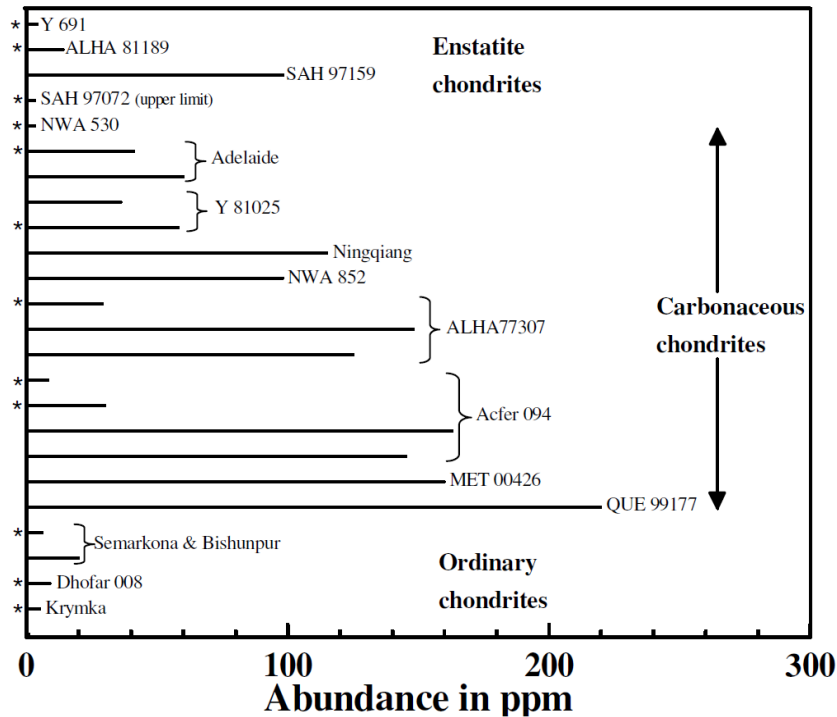 * Y 691
* ALHA 81189
Enstatite
chondrites
SAH 97159
* SAH 97072 (upper limit)
* NWA 530
*
Adelaide
Y 81025
*
Ningqiang
NWA 852
*
ALHA77307
Carbonaceous
chondrites
*
*
Acfer 094
MET 00426
QUE 99177
*
Semarkona & Bishunpur
Ordinary
chondrites
* Dhofar 008
* Krymka
0 100 200 300
Abundance in ppm